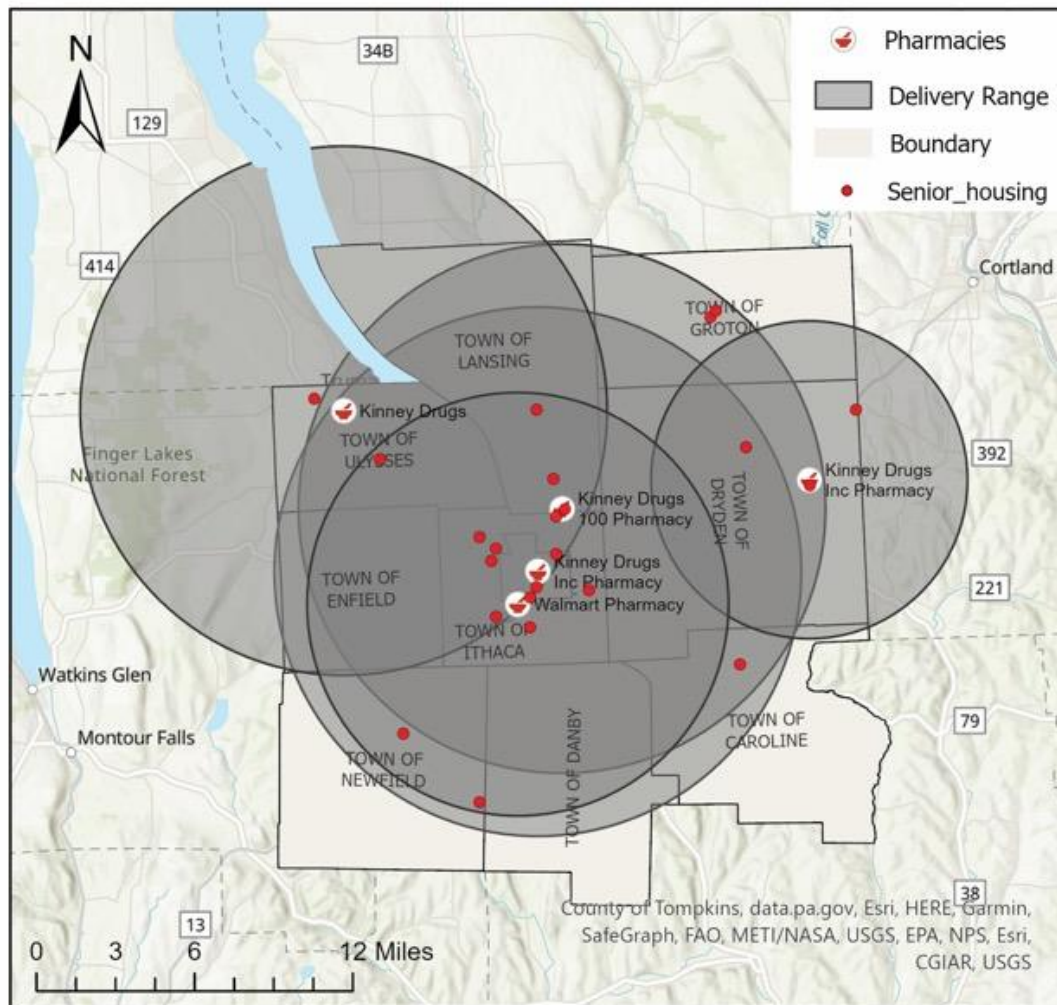 N
34B
129
414
Pharmacies
Delivery Range
Boundary
Senior_housing
Fall
Cortland
TOWN OF
GROTON
TOWN OF
LANSING
Kinney Drugs
TOWN OF
ULYSSES
Finger Lakes
National Forest
392
Kinney Drugs
Inc Pharmacy
TOWN OF
DRYDEN
Kinney Drugs
100 Pharmacy
Kinney Drugs
Inc Pharmacy
Walmart Pharmacy
TOWN OF
ENFIELD
221
TOWN OF
ITHACA
Watkins Glen
Montour Falls
79
TOWN OF
CAROLINE
TOWN OF DANBY
TOWN OF
NEWFIELD
38
13
0 3 6 12 Miles
County of Tompkins, data.pa.gov, Esri, HERE, Garmin,
SafeGraph, FAO, METI/NASA, USGS, EPA, NPS, Esri,
CGIAR, USGS